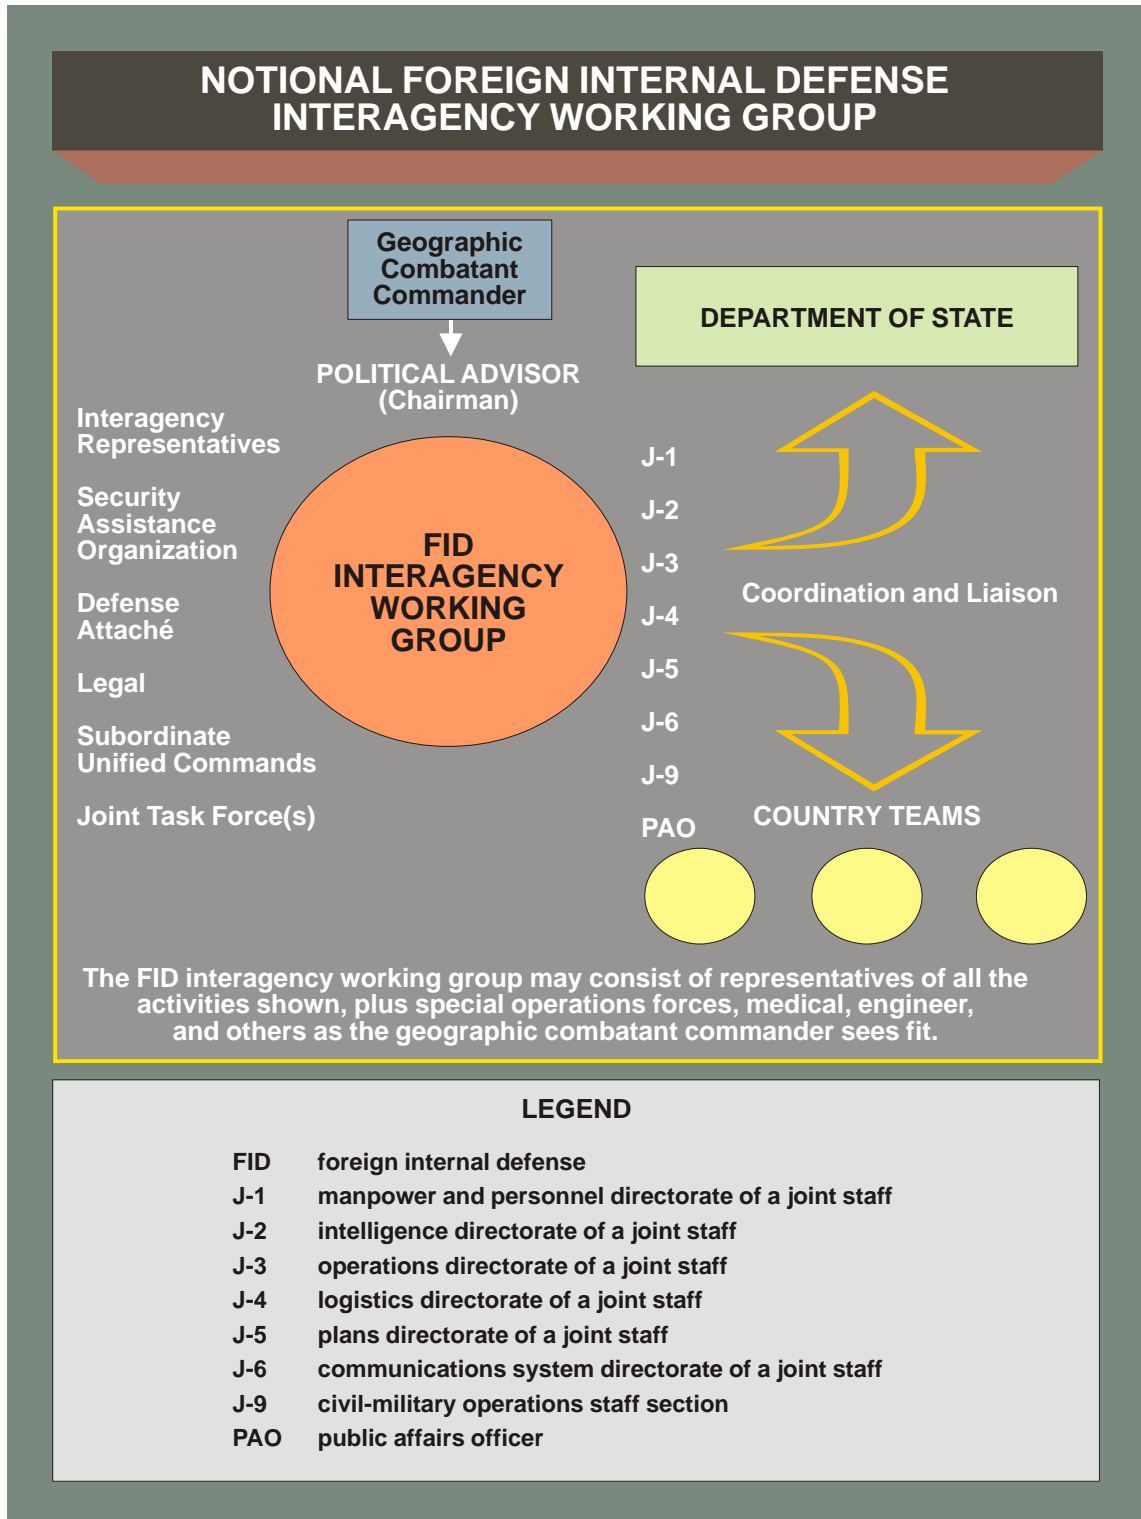 NOTIONAL FOREIGN INTERNAL DEFENSE
INTERAGENCY WORKING GROUP
Geographic
Combatant
Commander
DEPARTMENT OF STATE
POLITICAL ADVISOR
(Chairman)
Interagency
Representatives
Security
Assistance
Organization
Defense
Attaché
Legal
Subordinate
Unified Commands
Joint Task Force(s)
FID
INTERAGENCY
WORKING
GROUP
J-1
J-2
J-3
J-4
J-5
J-6
J-9
PAO
Coordination and Liaison
COUNTRY TEAMS
The FID interagency working group may consist of representatives of all the
activities shown, plus special operations forces, medical, engineer,
and others as the geographic combatant commander sees fit.
LEGEND
FID foreign internal defense
J-1 manpower and personnel directorate of a joint staff
J-2 intelligence directorate of a joint staff
J-3 operations directorate of a joint staff
J-4 logistics directorate of a joint staff
J-5 plans directorate of a joint staff
J-6 communications system directorate of a joint staff
J-9 civil-military operations staff section
PAO public affairs officer